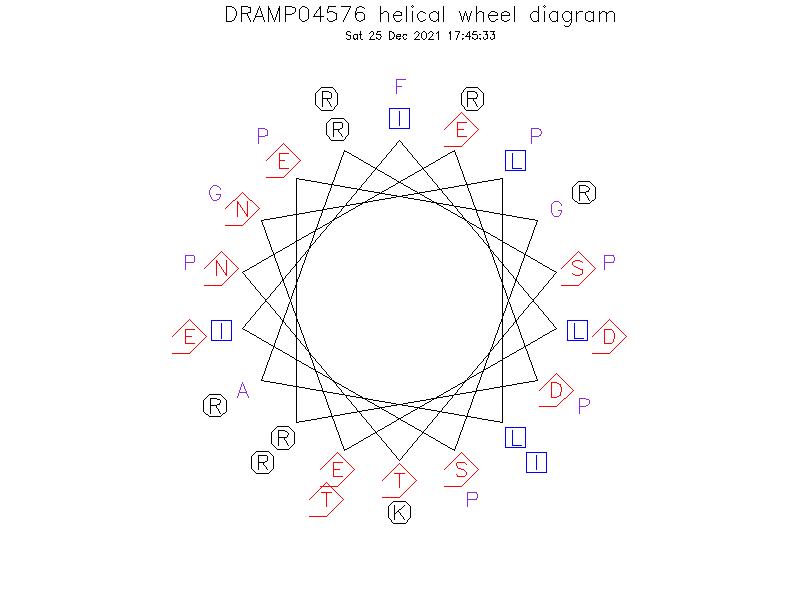 DRAMP04576 helical wheel diagram
Sat 25 Dec 2021 17:45:33
F
R R
I
R E
P P
E L
G R
N G
P N S P
E I L D
A D
R P
R L
R I
E T S
T P
K